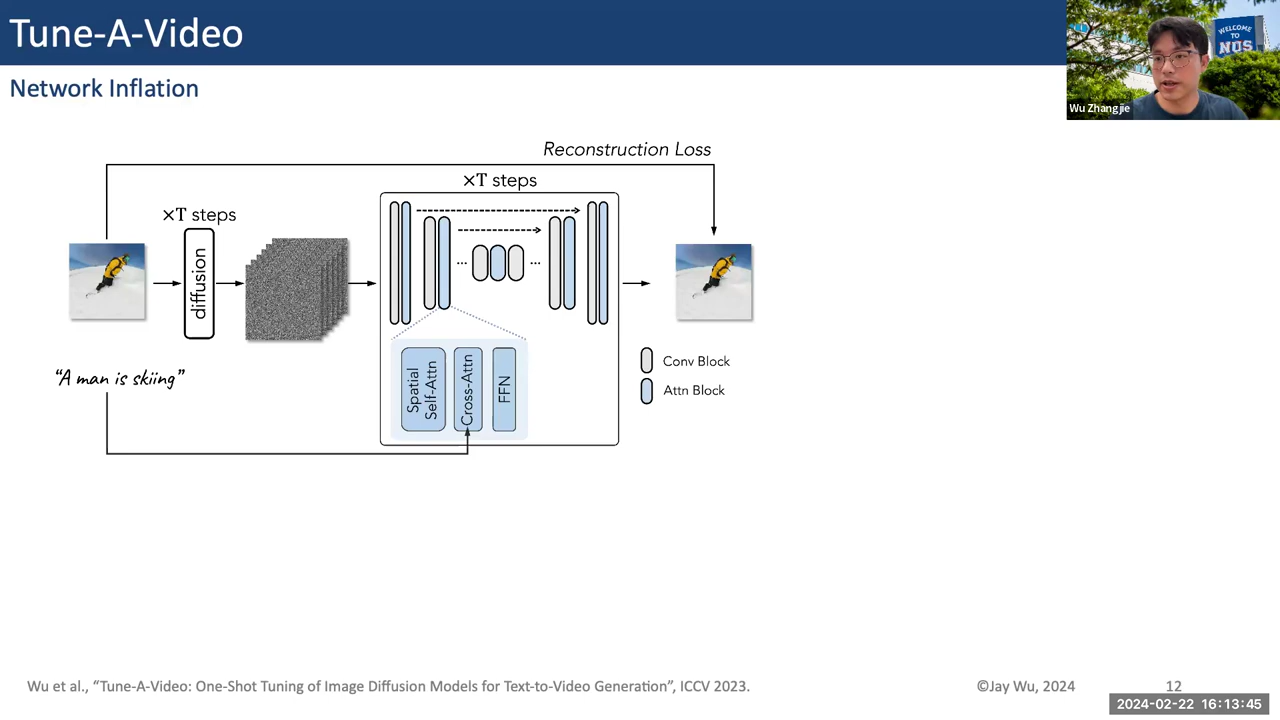 Tune-A-Video
WELCOME
TO
NUS
Network Inflation
Wu Zhangjie
Reconstruction Loss
×T steps
×T steps
diffusion
Conv Block
“A man is skiing”
Spatial
Self-Attn
Cross-Attn
FFN
Attn Block
Wu et al., “Tune-A-Video: One-Shot Tuning of Image Diffusion Models for Text-to-Video Generation”, ICCV 2023.
©Jay Wu, 2024
12
2024-02-22 16:13:45